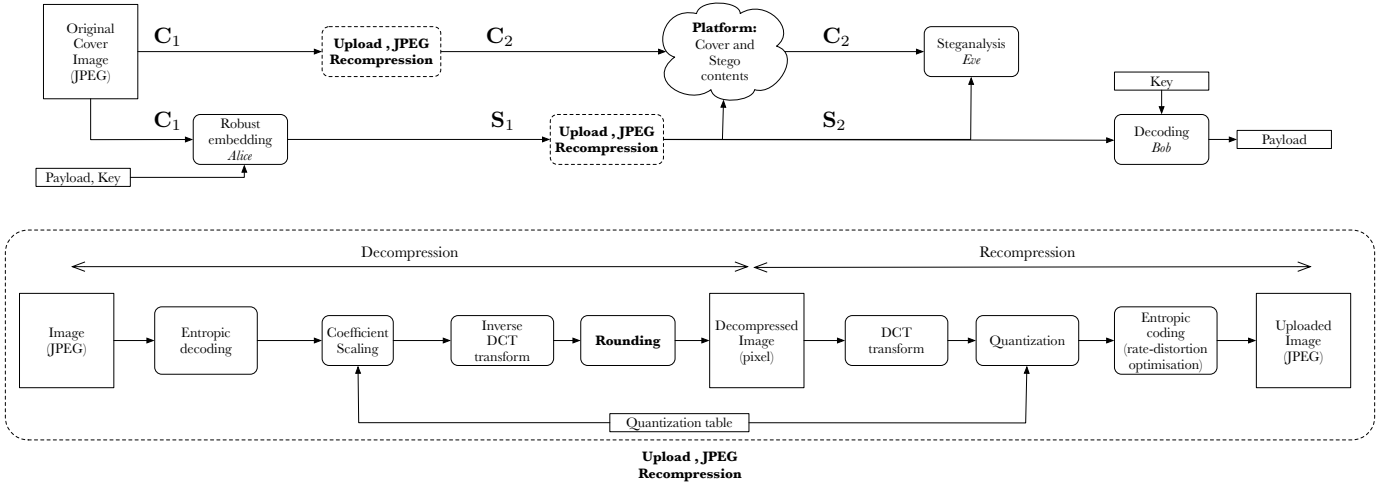 Original
Cover
Image
(JPEG)
C1
Upload , JPEG
Recompression
C2
Platform:
Cover and
Stego
contents
C2
Steganalysis
Eve
C1
Robust
embedding
Alice
Payload, Key
S1
Upload , JPEG
Recompression
S2
Key
Decoding
Bob
Payload
Decompression
Recompression
Image
(JPEG)
Entropic
decoding
Coefficient
Scaling
Inverse
DCT
transform
Rounding
Decompressed
Image
(pixel)
DCT
transform
Quantization
Entropic
coding
(rate-distortion
optimisation)
Uploaded
Image
(JPEG)
Quantization table
Upload , JPEG
Recompression